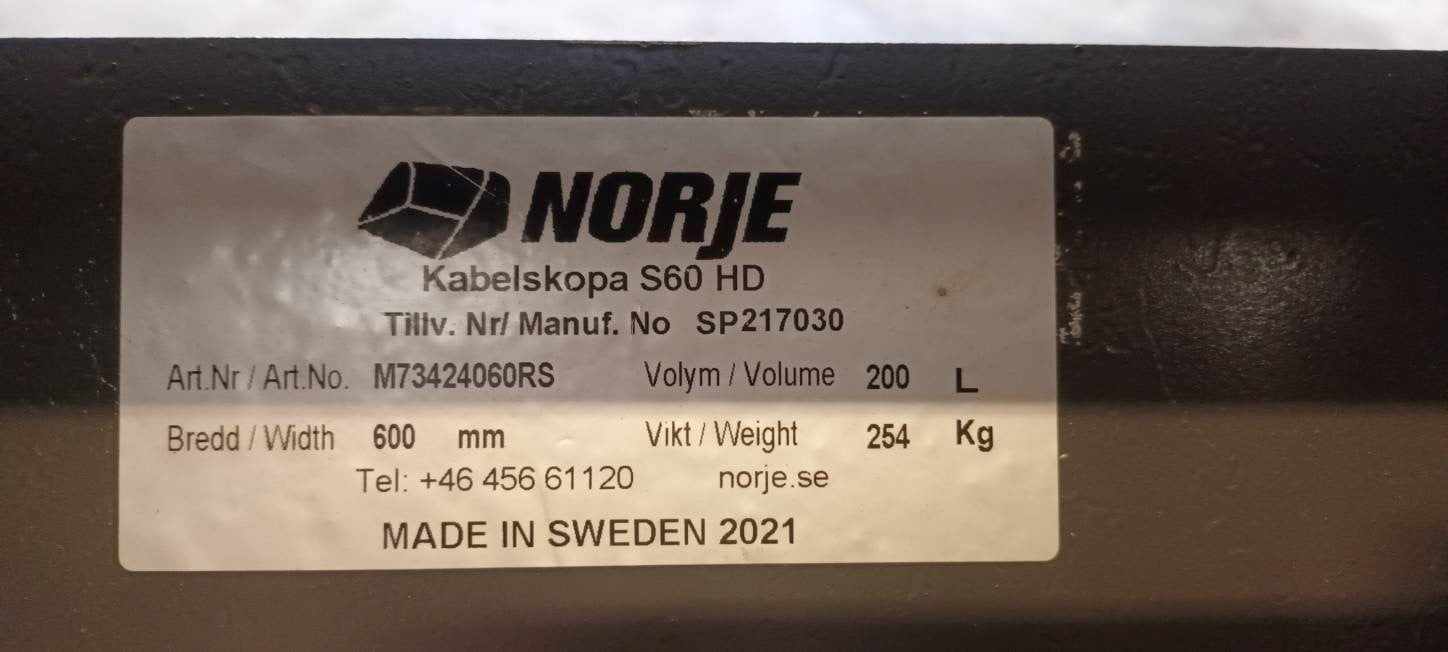 NORJE
Kabelskopa S60 HD
Tillv. Nr/ Manuf. No SP217030
Art.Nr / Art.No. M73424060RS Volym / Volume 200 L
Bredd / Width 600 mm Vikt / Weight 254 Kg
Tel: +46 456 61120 norje.se
MADE IN SWEDEN 2021